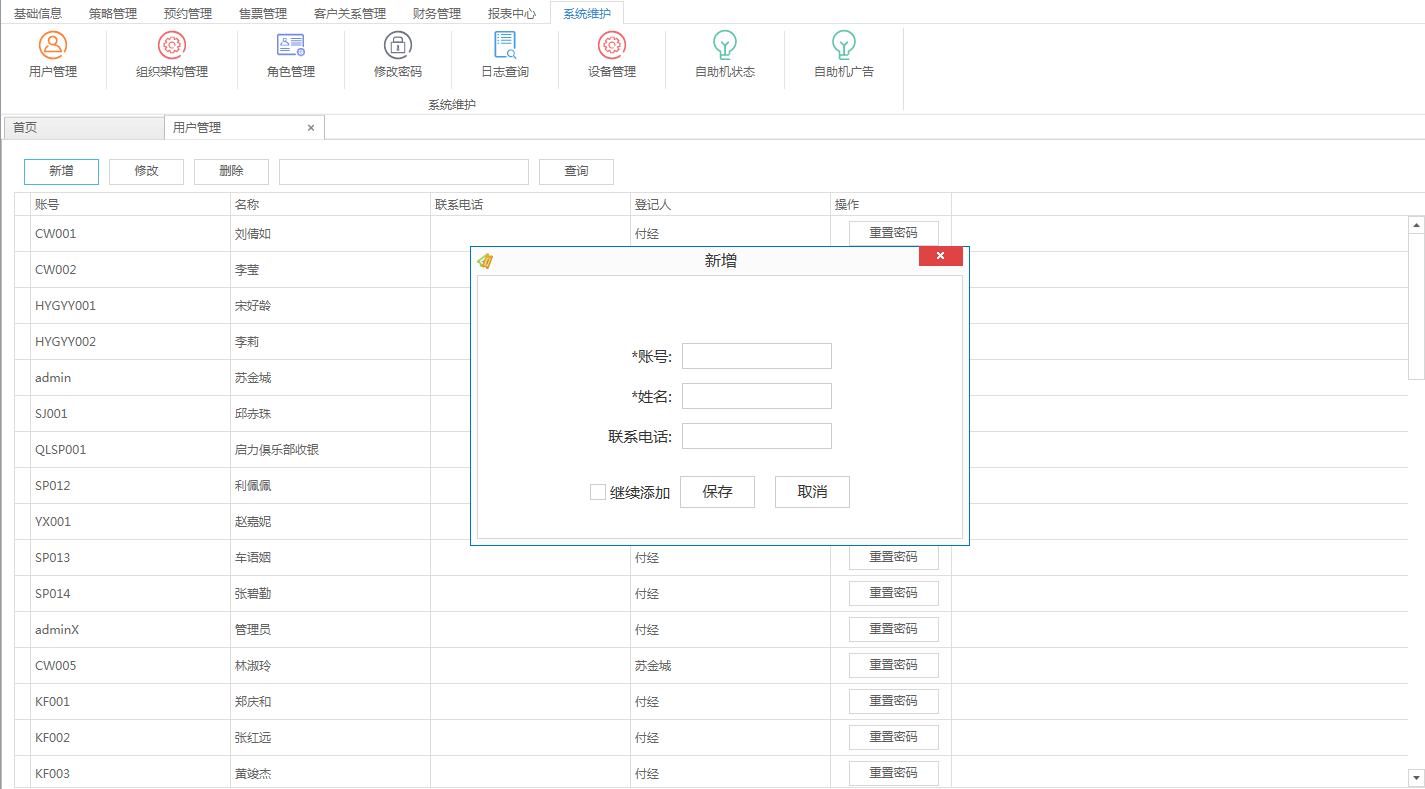 基础信息 策略管理 预约管理 售票管理 客户关系管理 财务管理 报表中心 系统维护
用户管理 组织架构管理 角色管理 修改密码 日志查询 设备管理 自助机状态 自助机广告
系统维护
首页 用户管理 ×
新增 修改 删除 查询
账号 名称 联系电话 登记人 操作
CW001 刘倩如 付经 重置密码
CW002 李莹
HYGYY001 宋好龄
HYGYY002 李莉
admin 苏金城
SJ001 邱赤珠
QLSP001 启力俱乐部收银
SP012 利佩佩
YX001 赵嘉妮
SP013 车语姻 付经 重置密码
SP014 张碧勤 付经 重置密码
adminX 管理员 付经 重置密码
CW005 林淑玲 苏金城 重置密码
KF001 郑庆和 付经 重置密码
KF002 张红远 付经 重置密码
KF003 黄竣杰 付经 重置密码
新增
*账号:
*姓名:
联系电话:
继续添加 保存 取消